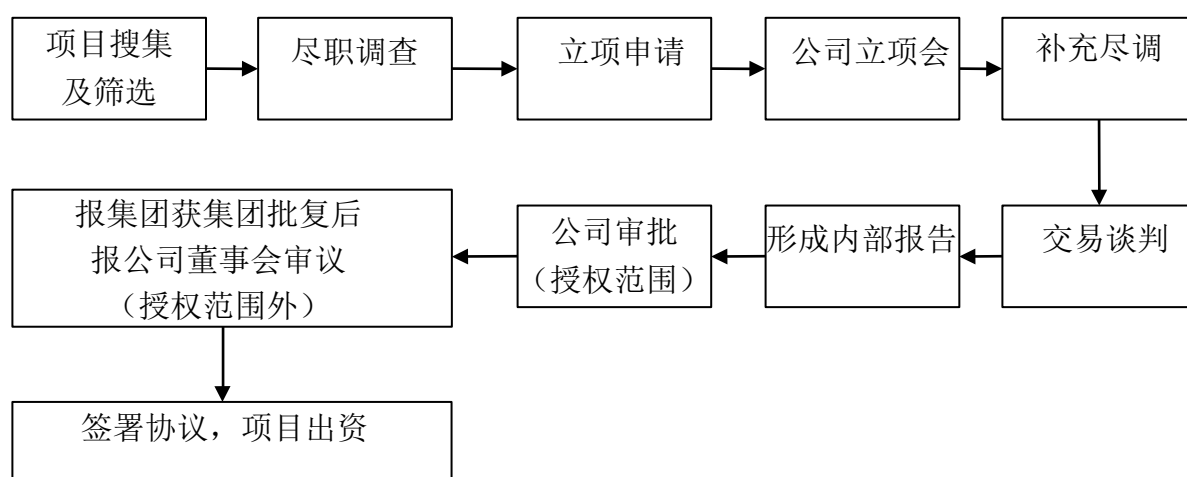 项目搜集
及筛选
尽职调查
立项申请
公司立项会
补充尽调
交易谈判
形成内部报告
公司审批
（授权范围）
报集团获集团批复后
报公司董事会审议
（授权范围外）
签署协议，项目出资